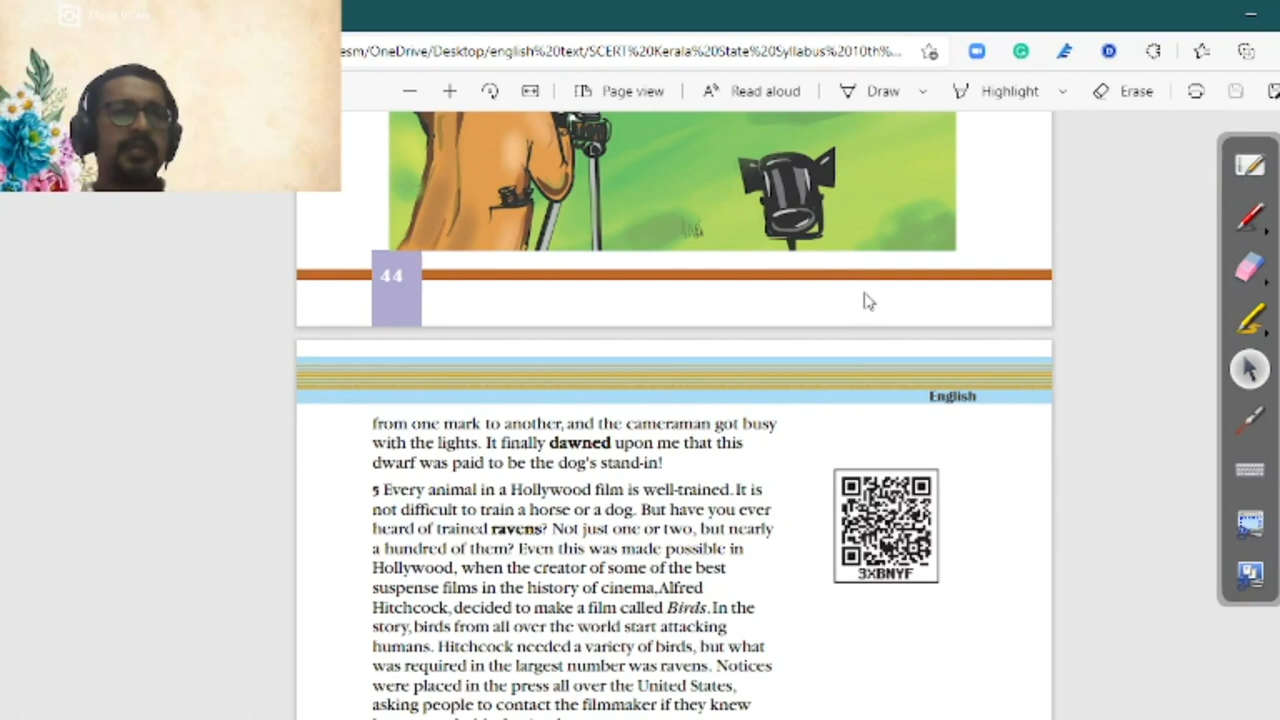 esm/OneDrive/Desktop/english%20text/SCERT%20Kerala%20State%20Syllabus%2010th%...
Page view
Read aloud
Draw
Highlight
Erase
44
English
from one mark to another, and the cameraman got busy
with the lights. It finally dawned upon me that this
dwarf was paid to be the dog's stand-in!
5 Every animal in a Hollywood film is well-trained. It is
not difficult to train a horse or a dog. But have you ever
heard of trained ravens? Not just one or two, but nearly
a hundred of them? Even this was made possible in
Hollywood, when the creator of some of the best
suspense films in the history of cinema,Alfred
Hitchcock, decided to make a film called Birds. In the
story, birds from all over the world start attacking
humans. Hitchcock needed a variety of birds, but what
was required in the largest number was ravens. Notices
were placed in the press all over the United States,
asking people to contact the filmmaker if they knew
3XBNYF